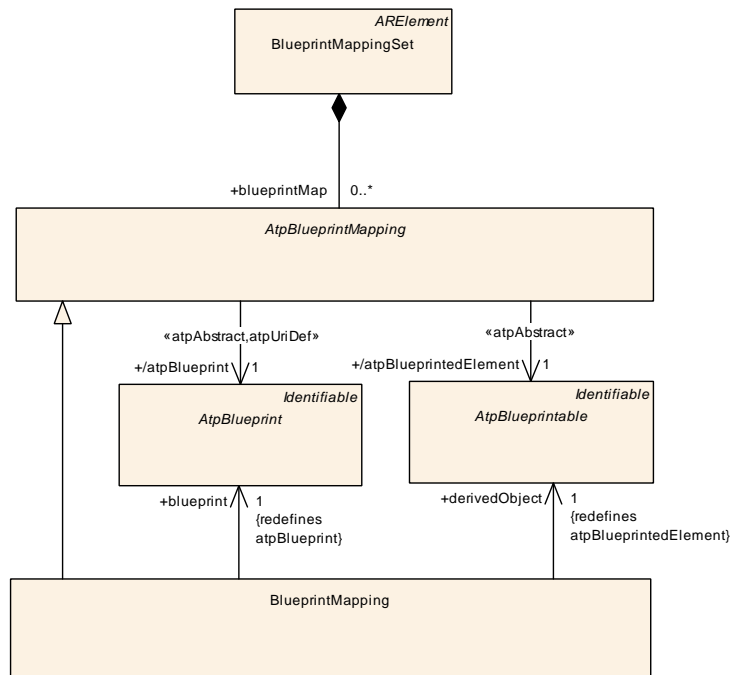 ARElement
BlueprintMappingSet
+blueprintMap 0..*
AtpBlueprintMapping
«atpAbstract,atpUriDef» «atpAbstract»
+/atpBlueprint 1 +/atpBlueprintedElement 1
Identifiable
AtpBlueprint
Identifiable
AtpBlueprintable
+blueprint 1
{redefines
atpBlueprint}
+derivedObject 1
{redefines
atpBlueprintedElement}
BlueprintMapping